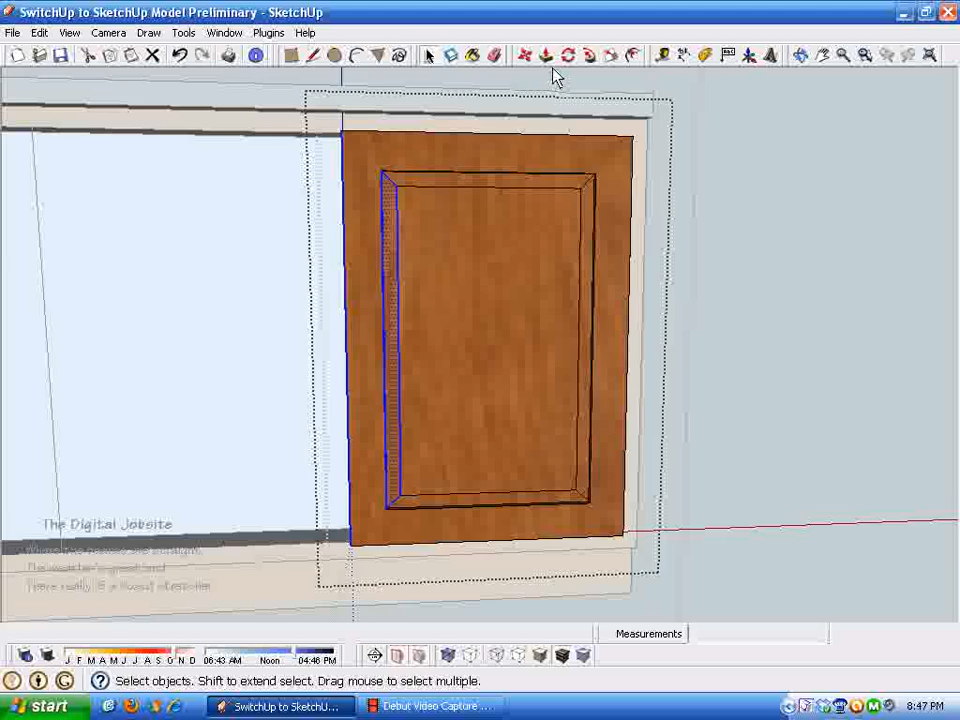 SwitchUp to SketchUp Model Preliminary - SketchUp
File Edit View Camera Draw Tools Window Plugins Help
The Digital Jobsite
Measurements
J F M A M J J A S O N D 06:43 AM Noon 04:46 PM
Select objects. Shift to extend select. Drag mouse to select multiple.
start SwitchUp to SketchU... Debut Video Capture ... 8:47 PM